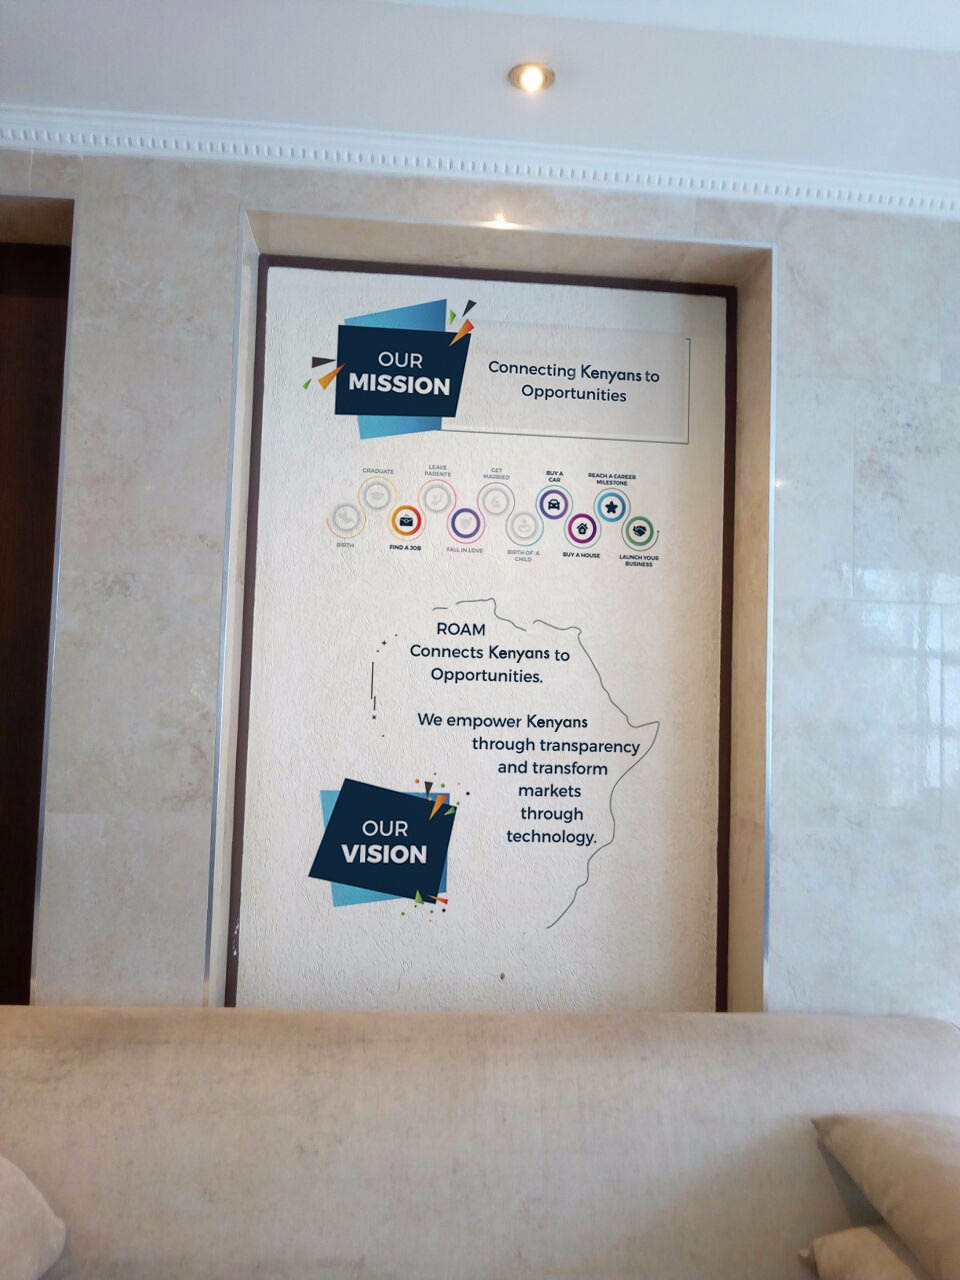 OUR
MISSION
Connecting Kenyans to
Opportunities
GRADUATE
LEAVE
PARENTS
GET
MARRIED
BUY A
CAR
REACH A CAREER
MILESTONE
BIRTH
FIND A JOB
FALL IN LOVE
BIRTH OF A
CHILD
BUY A HOUSE
LAUNCH YOUR
BUSINESS
ROAM
Connects Kenyans to
Opportunities.
We empower Kenyans
through transparency
and transform
markets
through
technology.
OUR
VISION